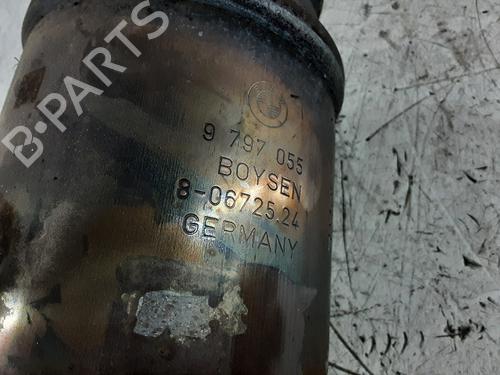 B-PARTS
9 797 055
BOYSEN
8-06725.24
GERMANY